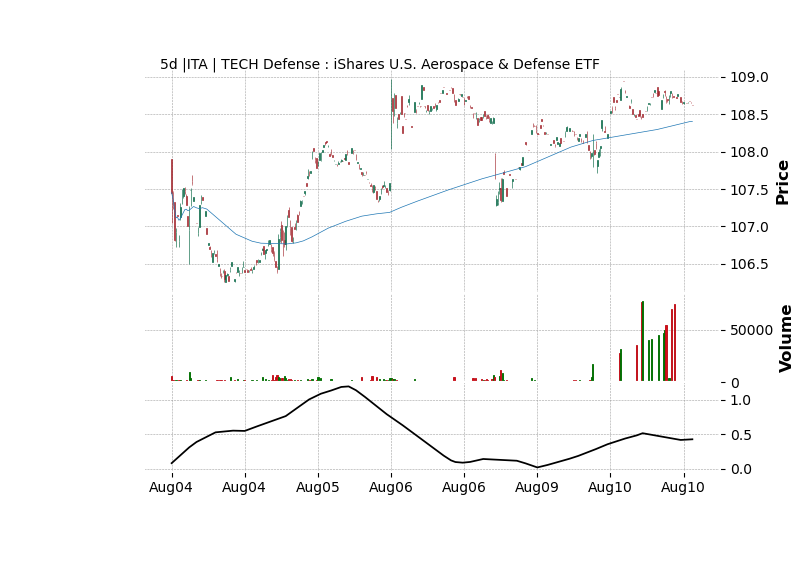 5d |ITA | TECH Defense : iShares U.S. Aerospace & Defense ETF
109.0
108.5
108.0
107.5
107.0
106.5
Price
50000
0
Volume
1.0
0.5
0.0
Aug04 Aug04 Aug05 Aug06 Aug06 Aug09 Aug10 Aug10